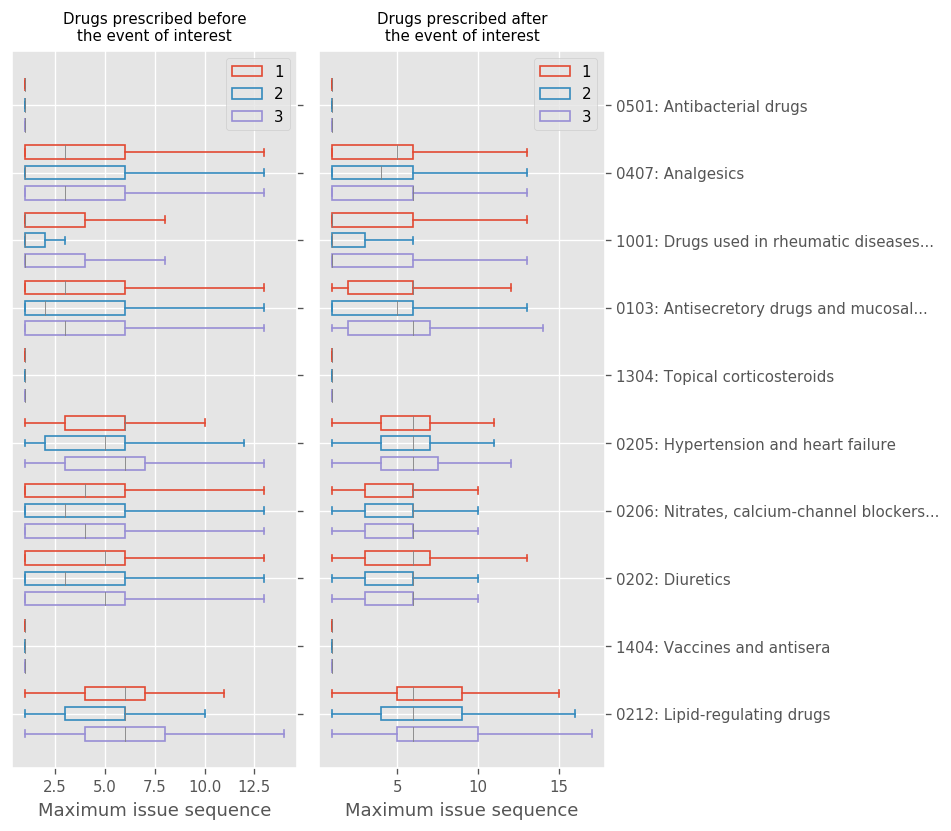 Drugs prescribed before
the event of interest
Drugs prescribed after
the event of interest
1
2
3
1
2
3
0501: Antibacterial drugs
0407: Analgesics
1001: Drugs used in rheumatic diseases...
0103: Antisecretory drugs and mucosal...
1304: Topical corticosteroids
0205: Hypertension and heart failure
0206: Nitrates, calcium-channel blockers...
0202: Diuretics
1404: Vaccines and antisera
0212: Lipid-regulating drugs
2.5 5.0 7.5 10.0 12.5
5 10 15
Maximum issue sequence
Maximum issue sequence